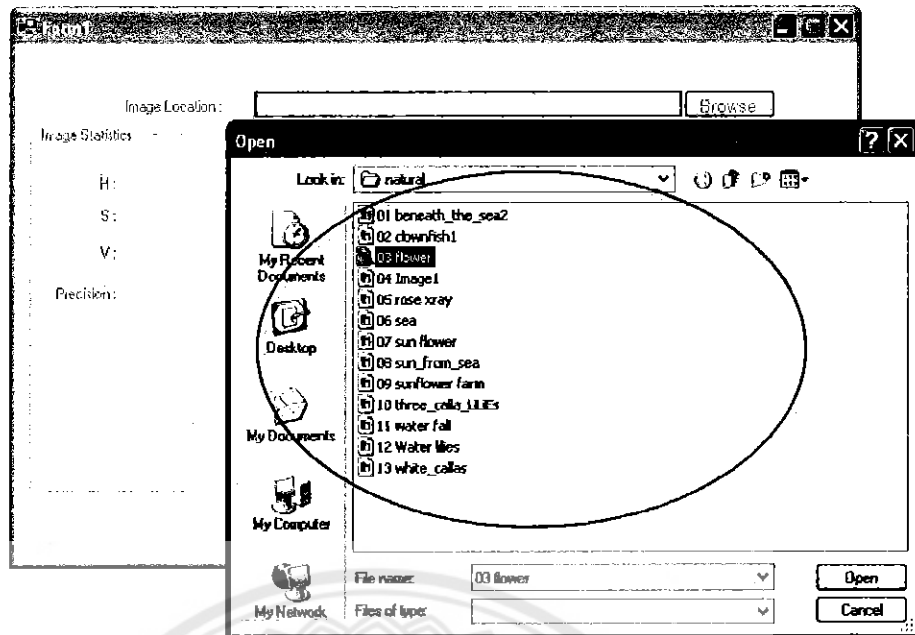 Form1
Image Location :
Browse
Image Statistics
H :
S :
V :
Precision :
Open
Look in:
natural
My Recent Documents
Desktop
My Documents
My Computer
My Network
01 beneath_the_sea2
02 clownfish1
03 flower
04 Image1
05 rose xray
06 sea
07 sun flower
08 sun_from_sea
09 sunflower farm
10 three_calla_LiLiEs
11 water fall
12 Water lilies
13 white_callas
File name:
03 flower
Open
Files of type:
Cancel